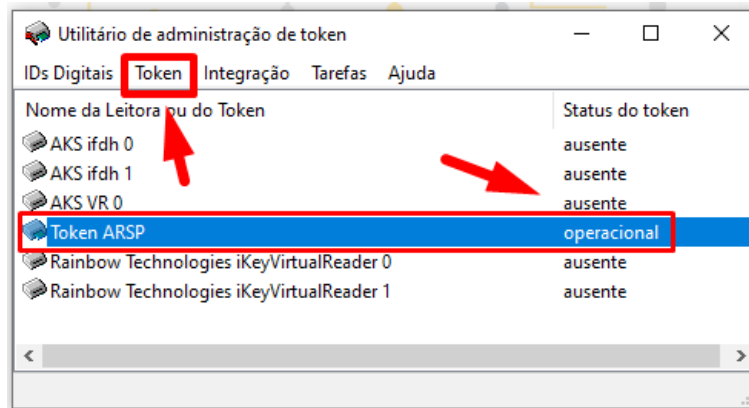 Utilitário de administração de token
IDs Digitais Token Integração Tarefas Ajuda
Nome da Leitora ou do Token Status do token
AKS ifdh 0 ausente
AKS ifdh 1 ausente
AKS VR 0 ausente
Token ARSP operacional
Rainbow Technologies iKeyVirtualReader 0 ausente
Rainbow Technologies iKeyVirtualReader 1 ausente